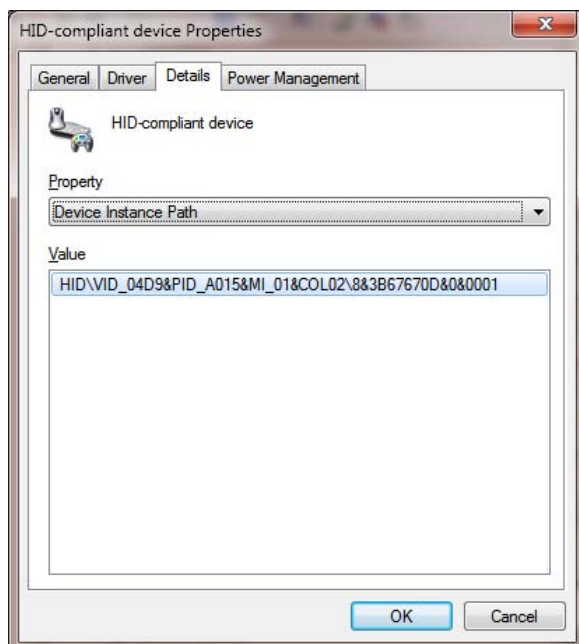 HID-compliant device Properties
General Driver Details Power Management
HID-compliant device
Property
Device Instance Path
Value
HID\VID_04D9&PID_A015&MI_01&COL02\8&3B67670D&0&0001
OK Cancel